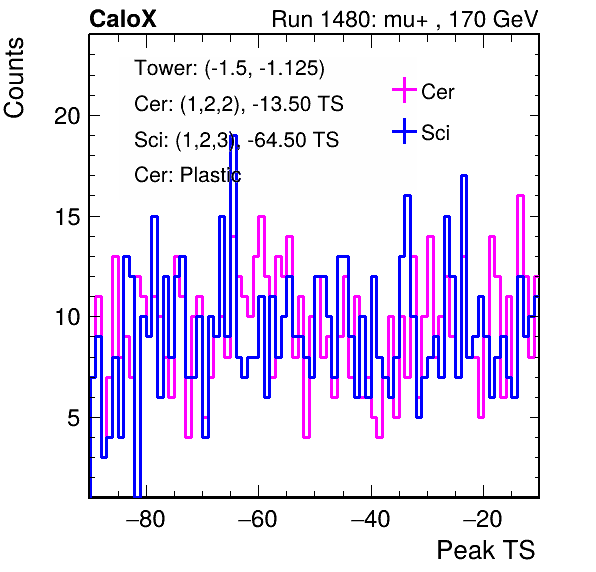 CaloX Run 1480: mu+ , 170 GeV
Counts
Tower: (-1.5, -1.125)
Cer: (1,2,2), -13.50 TS
Sci: (1,2,3), -64.50 TS
Cer: Plastic
Cer
Sci
20
15
10
5
−80 −60 −40 −20
Peak TS